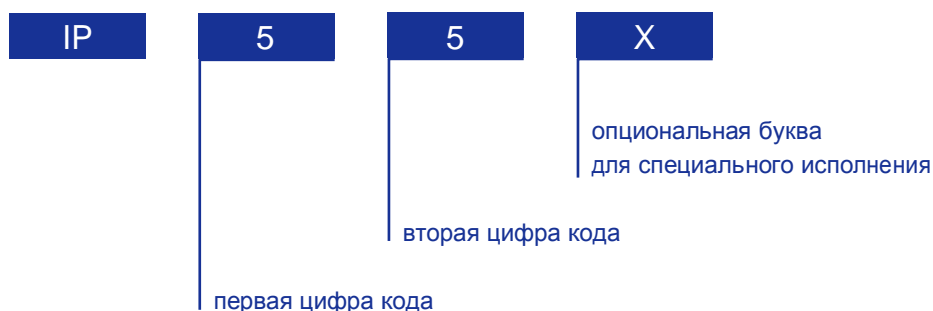 IP 5 5 X
опциональная буква
для специального исполнения
вторая цифра кода
первая цифра кода